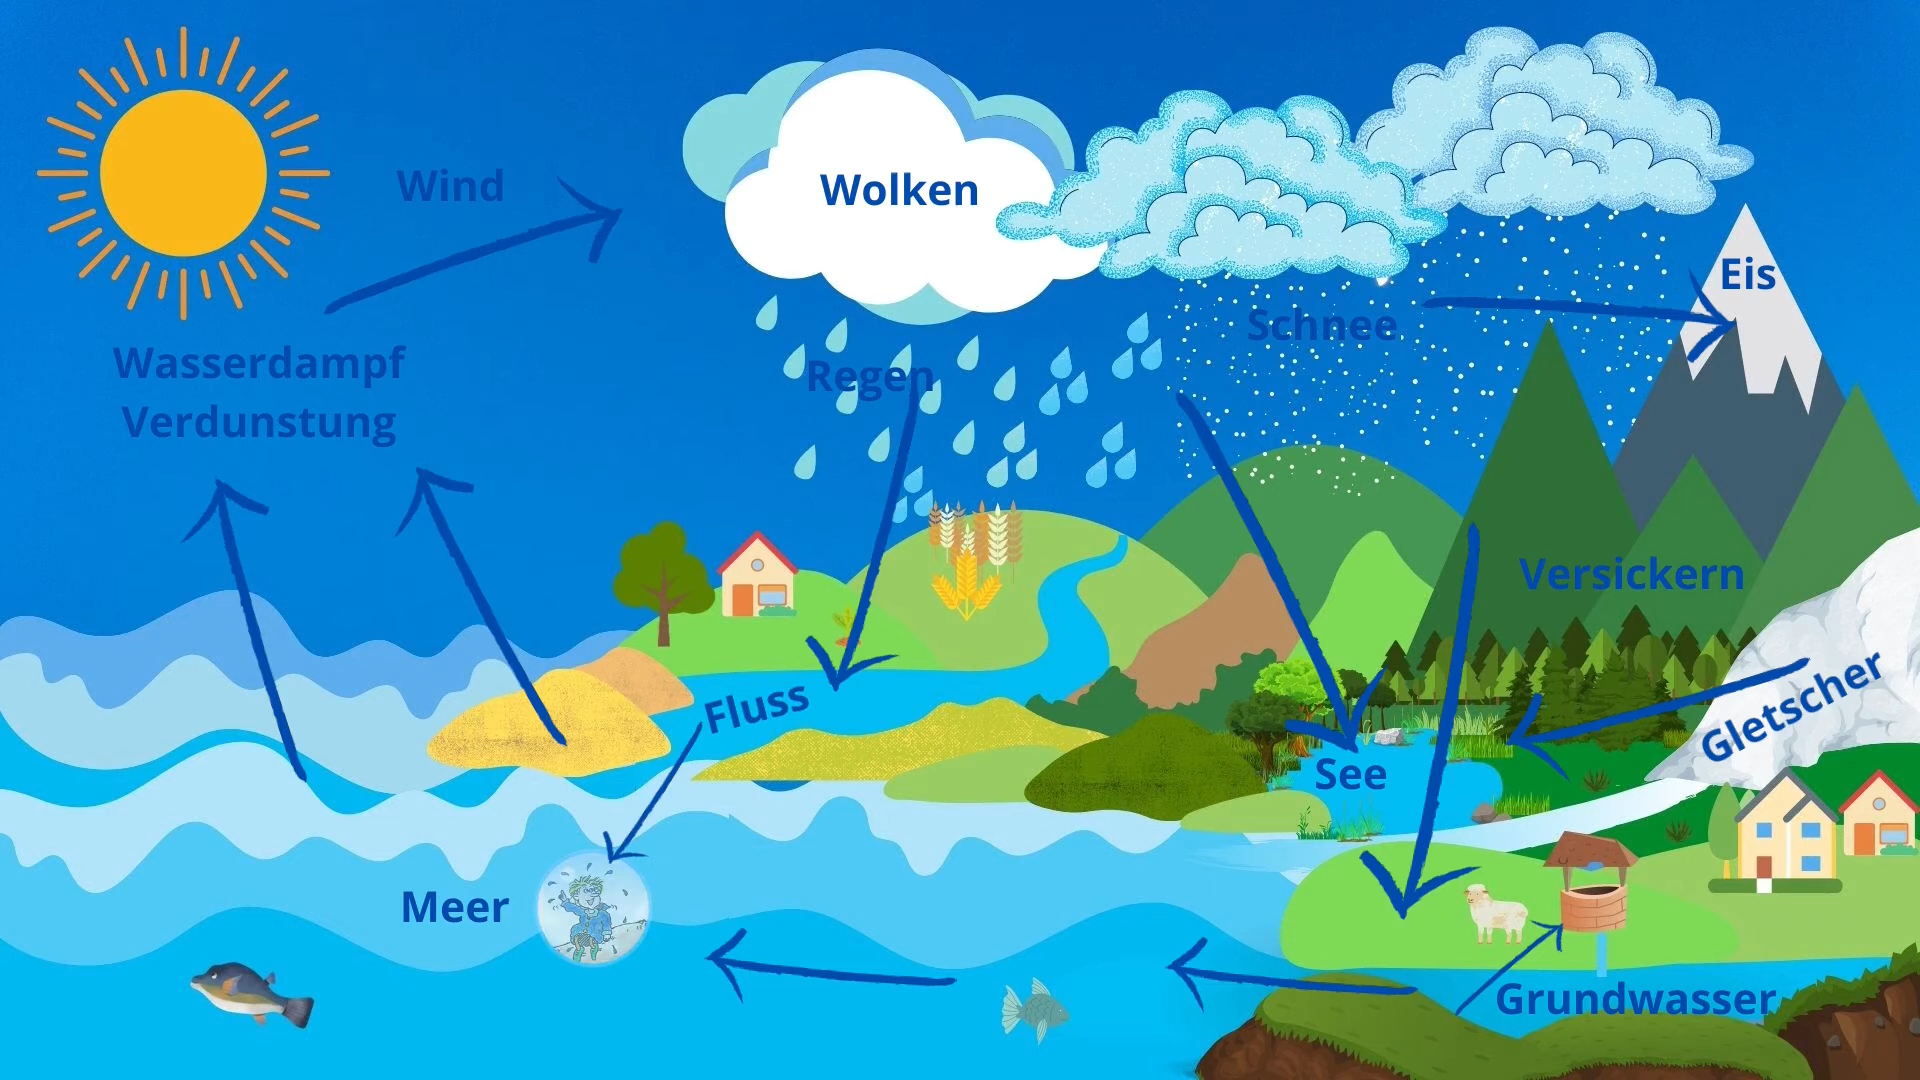 Wind
Wolken
Eis
Schnee
Wasserdampf
Verdunstung
Regen
Versickern
Fluss
Gletscher
See
Meer
Grundwasser